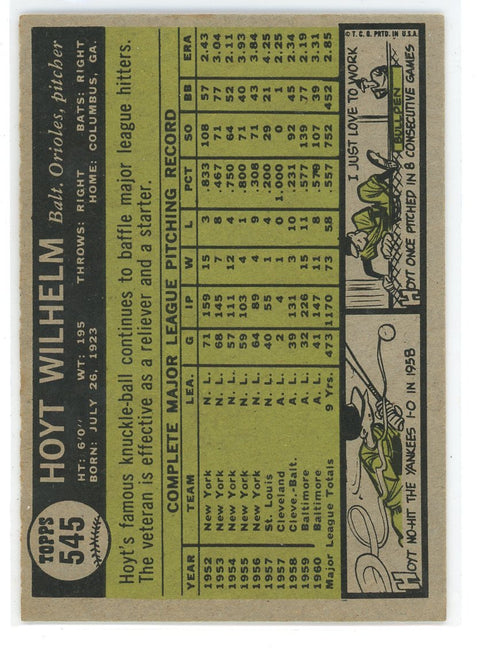 TOPPS
545
HOYT WILHELM Balt. Orioles, pitcher
HT: 6'0" WT: 195 THROWS: RIGHT BATS: RIGHT
BORN: JULY 26, 1923 HOME: COLUMBUS, GA.
Hoyt's famous knuckle-ball continues to baffle major league hitters.
The veteran is effective as a reliever and a starter.
COMPLETE MAJOR LEAGUE PITCHING RECORD
YEAR TEAM LEA. G IP W L PCT SO BB ERA
1952 New York N. L. 71 159 15 3 .833 108 57 2.43
1953 New York N. L. 68 145 7 8 .467 71 77 3.04
1954 New York N. L. 57 111 12 4 .750 64 52 2.11
1955 New York N. L. 59 103 4 1 .800 71 40 3.93
1956 New York N. L. 64 89 4 9 .308 71 43 3.84
1957 St. Louis N. L. 40 55 1 4 .200 29 21 4.25
1957 Cleveland A. L. 2 4 1 0 1.000 0 1 2.25
1958 Cleve.-Balt. A. L. 39 131 3 10 .231 92 45 2.34
1959 Baltimore A. L. 32 226 15 11 .577 139 77 2.19
1960 Baltimore A. L. 41 147 11 8 .579 107 39 3.31
Major League Totals 9 Yrs. 473 1170 73 58 .557 752 452 2.85
HOYT NO-HIT THE YANKEES 1-0 IN 1958
I JUST LOVE TO WORK
BULLPEN
HOYT ONCE PITCHED IN 8 CONSECUTIVE GAMES
© T. C. G. PRTD. IN U.S.A.